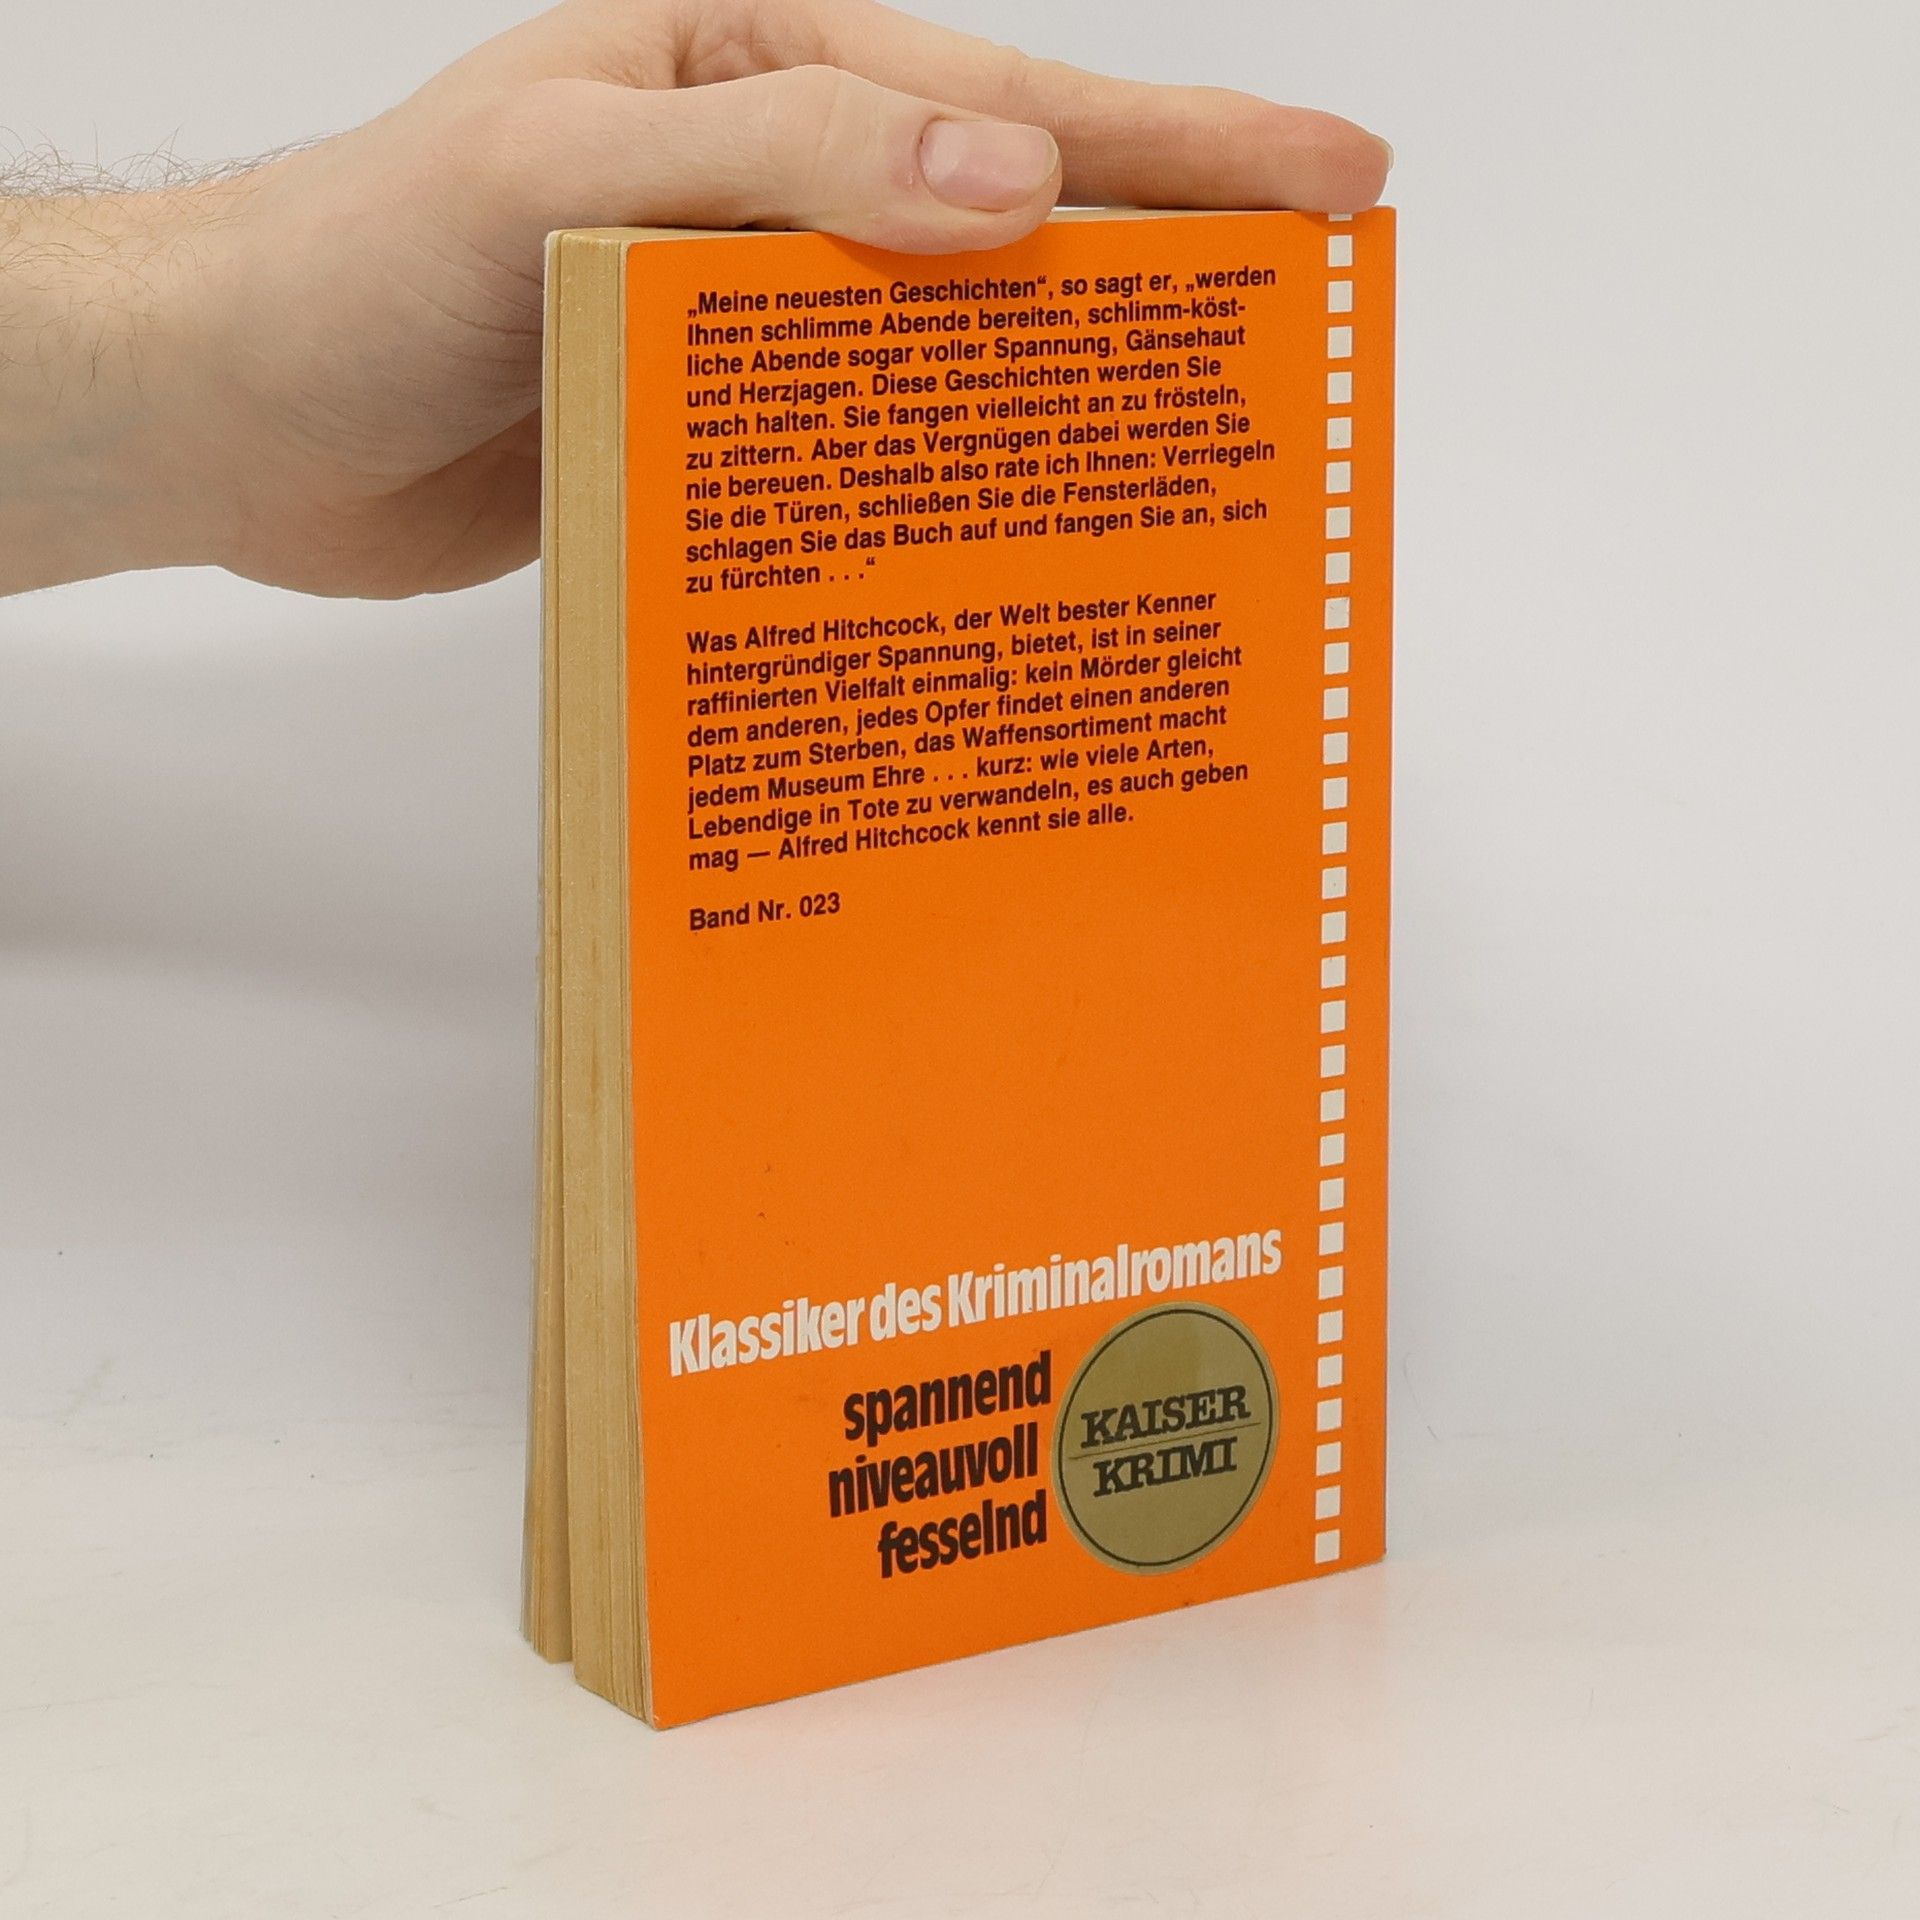 „Meine neuesten Geschichten“, so sagt er, „werden
Ihnen schlimme Abende bereiten, schlimm-köst-
liche Abende sogar voller Spannung, Gänsehaut
und Herzjagen. Diese Geschichten werden Sie
wach halten. Sie fangen vielleicht an zu frösteln,
zu zittern. Aber das Vergnügen dabei werden Sie
nie bereuen. Deshalb also rate ich Ihnen: Verriegeln
Sie die Türen, schließen Sie die Fensterläden,
schlagen Sie das Buch auf und fangen Sie an, sich
zu fürchten . . .“
Was Alfred Hitchcock, der Welt bester Kenner
hintergründiger Spannung, bietet, ist in seiner
raffinierten Vielfalt einmalig: kein Mörder gleicht
dem anderen, jedes Opfer findet einen anderen
Platz zum Sterben, das Waffensortiment macht
jedem Museum Ehre . . . kurz: wie viele Arten,
Lebendige in Tote zu verwandeln, es auch geben
mag — Alfred Hitchcock kennt sie alle.
Band Nr. 023
Klassiker des Kriminalromans
spannend
niveauvoll
fesselnd
KAISER
KRIMI